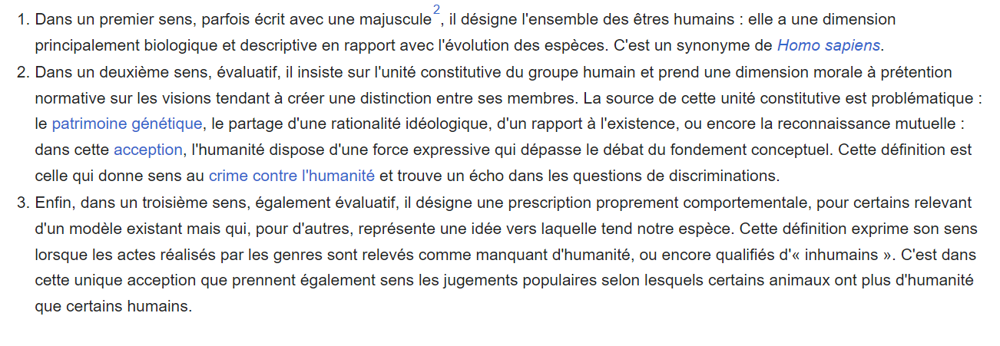 1. Dans un premier sens, parfois écrit avec une majuscule2, il désigne l'ensemble des êtres humains : elle a une dimension
principalement biologique et descriptive en rapport avec l'évolution des espèces. C'est un synonyme de Homo sapiens.
2. Dans un deuxième sens, évaluatif, il insiste sur l'unité constitutive du groupe humain et prend une dimension morale à prétention
normative sur les visions tendant à créer une distinction entre ses membres. La source de cette unité constitutive est problématique :
le patrimoine génétique, le partage d'une rationalité idéologique, d'un rapport à l'existence, ou encore la reconnaissance mutuelle :
dans cette acception, l'humanité dispose d'une force expressive qui dépasse le débat du fondement conceptuel. Cette définition est
celle qui donne sens au crime contre l'humanité et trouve un écho dans les questions de discriminations.
3. Enfin, dans un troisième sens, également évaluatif, il désigne une prescription proprement comportementale, pour certains relevant
d'un modèle existant mais qui, pour d'autres, représente une idée vers laquelle tend notre espèce. Cette définition exprime son sens
lorsque les actes réalisés par les genres sont relevés comme manquant d'humanité, ou encore qualifiés d'« inhumains ». C'est dans
cette unique acception que prennent également sens les jugements populaires selon lesquels certains animaux ont plus d'humanité
que certains humains.